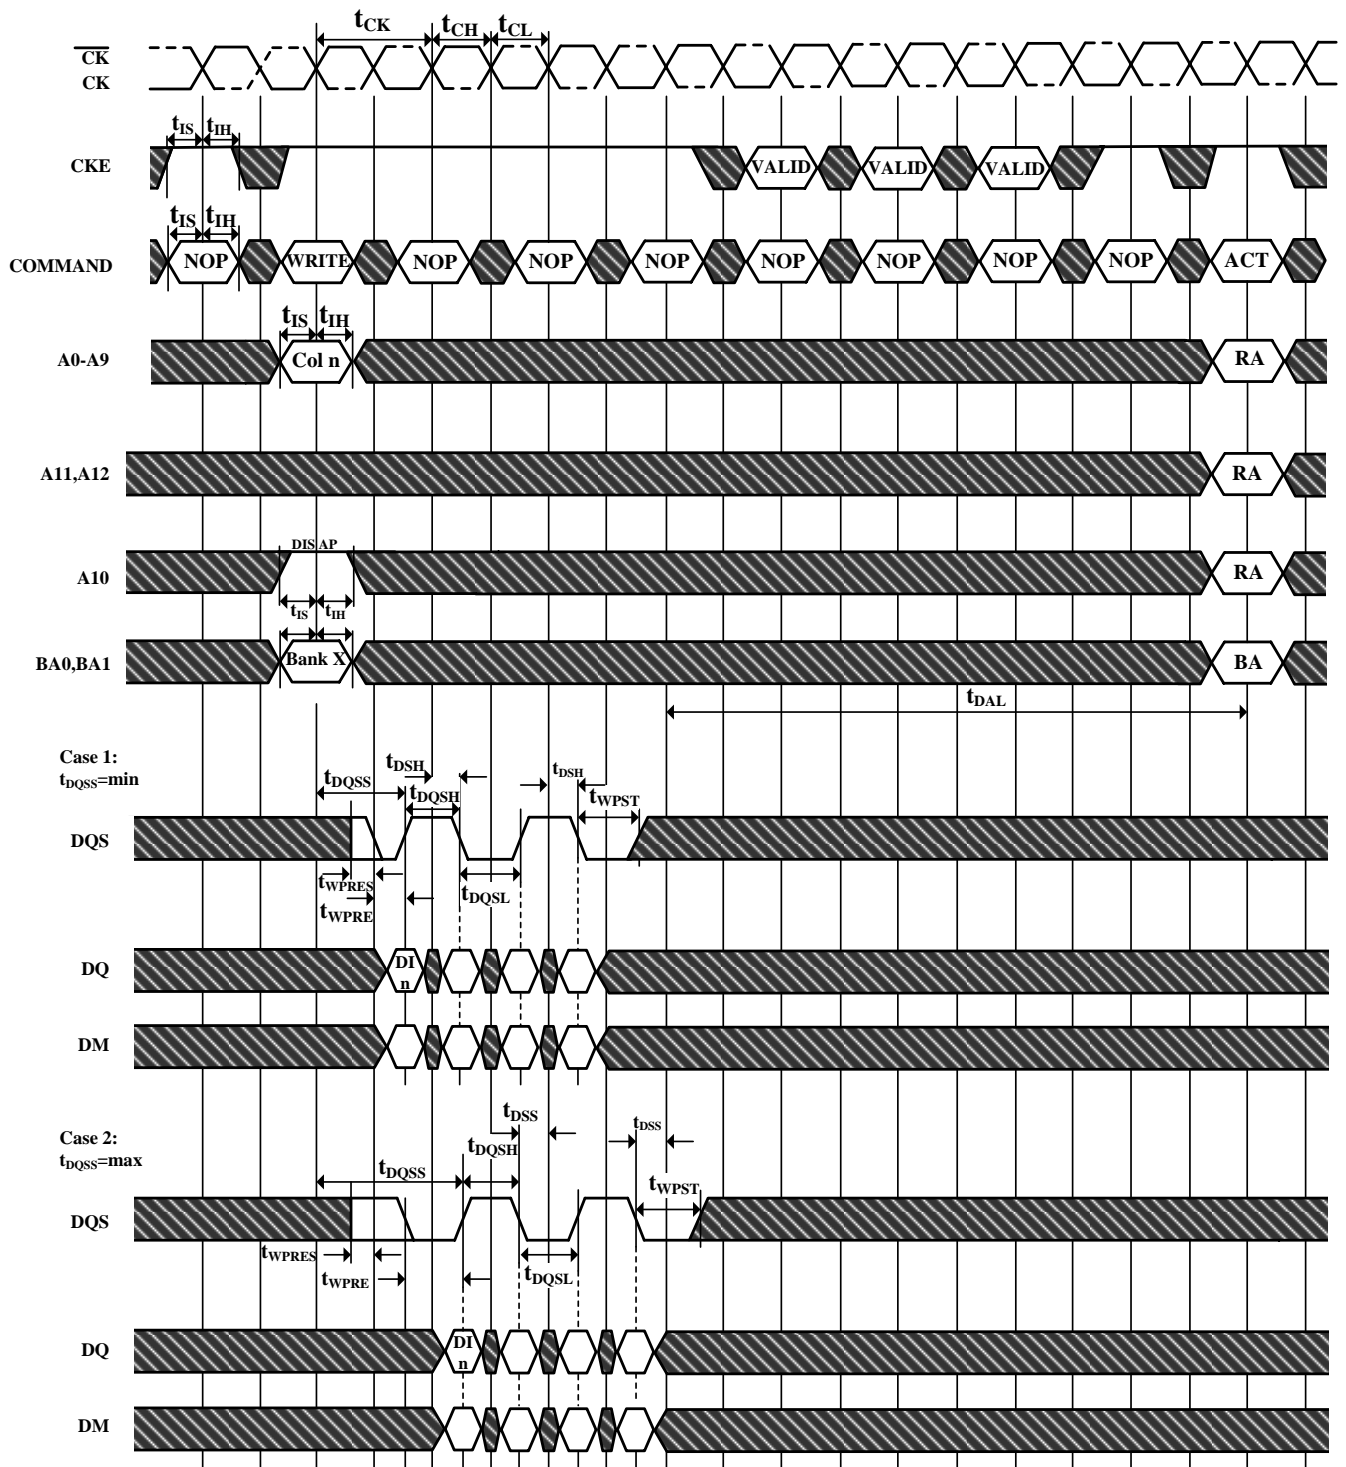 tCK tCH tCL
CK
CK
tIS tIH
CKE VALID VALID VALID
tIS tIH
COMMAND NOP WRITE NOP NOP NOP NOP NOP NOP NOP ACT
tIS tIH
A0-A9 Col n RA
A11,A12 RA
DIS AP
A10 RA
tIS tIH
BA0,BA1 Bank X BA
tDAL
Case 1:
tDQSS=min
tDSH tDSH
tDQSS tDQSH tWPST
DQS
tWPRES tDQSL
tWPRE
DQ DI
n
DM
tDSS tDSS
Case 2:
tDQSS=max
tDQSH
tDQSS tWPST
DQS
tWPRES tDQSL
tWPRE
DQ DI
n
DM